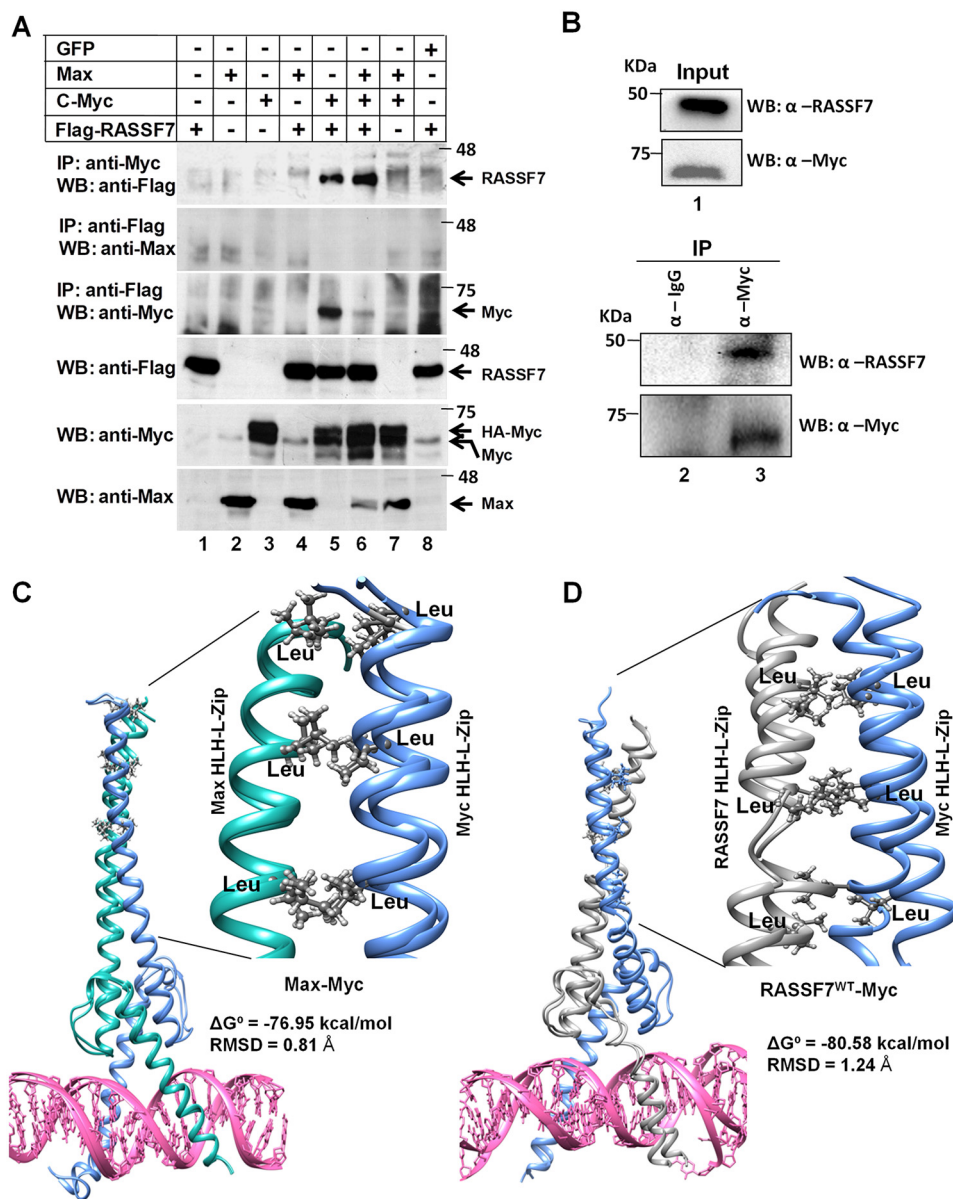 A
GFP - - - - - - - +
Max - + - + - + + -
C-Myc - - + - + + + -
Flag-RASSF7 + - - + + + - +
IP: anti-Myc
WB: anti-Flag
48
RASSF7
IP: anti-Flag
WB: anti-Max
48
IP: anti-Flag
WB: anti-Myc
75
Myc
WB: anti-Flag
48
RASSF7
WB: anti-Myc
75
HA-Myc
Myc
WB: anti-Max
48
Max
1 2 3 4 5 6 7 8
B
KDa
Input
50
WB: α –RASSF7
75
WB: α –Myc
1
IP
α – IgG
α –Myc
KDa
50
WB: α –RASSF7
75
WB: α –Myc
2 3
C
Leu
Leu
Max HLH-L-Zip
Leu
Leu
Myc HLH-L-Zip
Leu
Leu
Max-Myc
ΔGº = -76.95 kcal/mol
RMSD = 0.81 Å
D
Leu
Leu
RASSF7 HLH-L-Zip
Leu
Leu
Myc HLH-L-Zip
Leu
Leu
RASSF7WT-Myc
ΔGº = -80.58 kcal/mol
RMSD = 1.24 Å